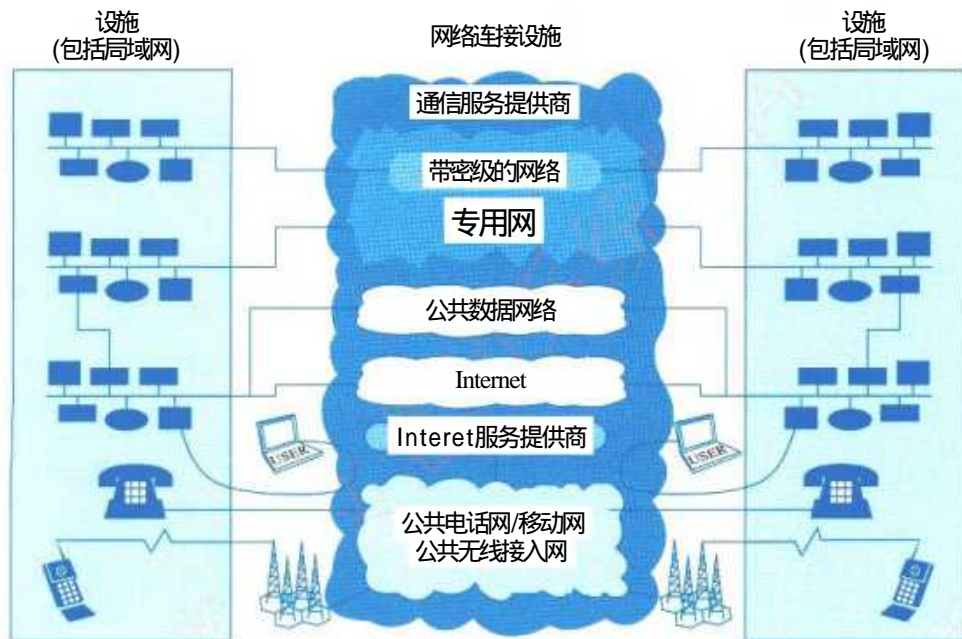 设施
(包括局域网)
网络连接设施
设施
(包括局域网)
通信服务提供商
带密级的网络
专用网
公共数据网络
Internet
Interet服务提供商
USER
USER
公共电话网/移动网
公共无线接入网